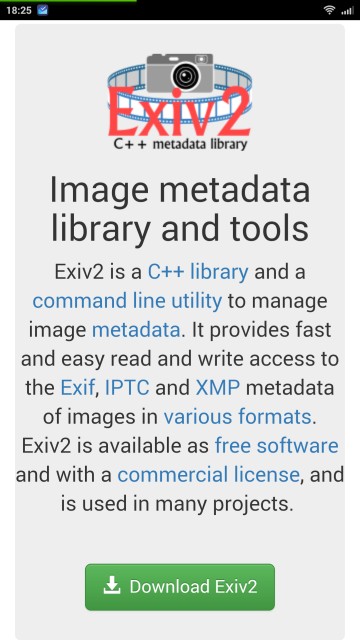 18:25
Exiv2
C++ metadata library
Image metadata
library and tools
Exiv2 is a C++ library and a
command line utility to manage
image metadata. It provides fast
and easy read and write access to
the Exif, IPTC and XMP metadata
of images in various formats.
Exiv2 is available as free software
and with a commercial license, and
is used in many projects.
Download Exiv2